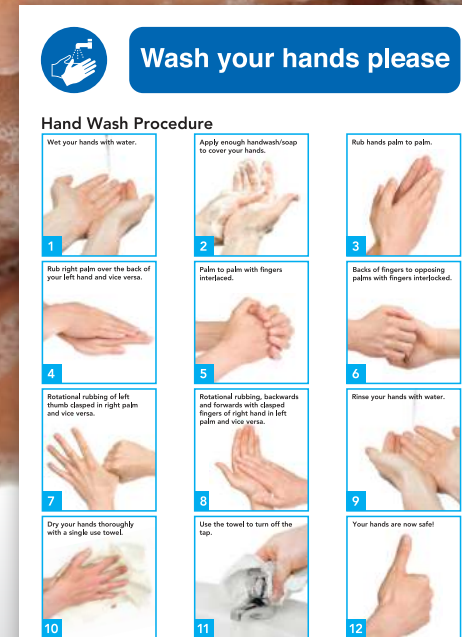 Wash your hands please
Hand Wash Procedure
Wet your hands with water.
1
Apply enough handwash/soap
to cover your hands.
2
Rub hands palm to palm.
3
Rub right palm over the back of
your left hand and vice versa.
4
Palm to palm with fingers
interlaced.
5
Backs of fingers to opposing
palms with fingers interlocked.
6
Rotational rubbing of left
thumb clasped in right palm
and vice versa.
7
Rotational rubbing, backwards
and forwards with clasped
fingers of right hand in left
palm and vice versa.
8
Rinse your hands with water.
9
Dry your hands thoroughly
with a single use towel.
10
Use the towel to turn off the
tap.
11
Your hands are now safe!
12